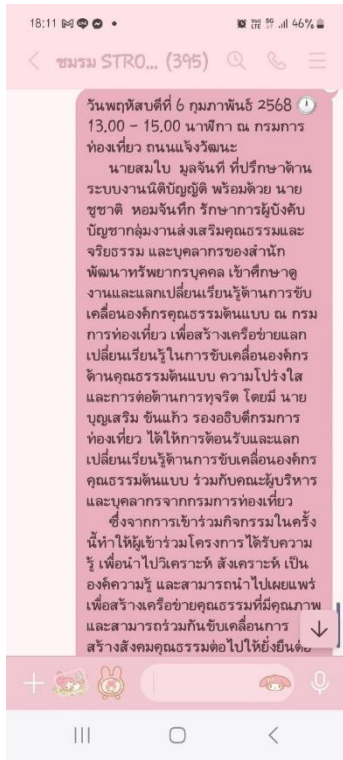 18:11
46%
ชมรม STRO... (395)
วันพฤหัสบดีที่ 6 กุมภาพันธ์ 2568
13.00 - 15.00 นาฬิกา ณ กรมการ
ท่องเที่ยว ถนนแจ้งวัฒนะ
นายสมใบ มูลจันที ที่ปรึกษาด้าน
ระบบงานนิติบัญญัติ พร้อมด้วย นาย
ชูชาติ หอมจันทึก รักษาการผู้บังคับ
บัญชากลุ่มงานส่งเสริมคุณธรรมและ
จริยธรรม และบุคลากรของสำนัก
พัฒนาทรัพยากรบุคคล เข้าศึกษาดู
งานและแลกเปลี่ยนเรียนรู้ด้านการขับ
เคลื่อนองค์กรคุณธรรมต้นแบบ ณ กรม
การท่องเที่ยว เพื่อสร้างเครือข่ายแลก
เปลี่ยนเรียนรู้ในการขับเคลื่อนองค์กร
ด้านคุณธรรมต้นแบบ ความโปร่งใส
และการต่อต้านการทุจริต โดยมี นาย
บุญเสริม ขันแก้ว รองอธิบดีกรมการ
ท่องเที่ยว ได้ให้การต้อนรับและแลก
เปลี่ยนเรียนรู้ด้านการขับเคลื่อนองค์กร
คุณธรรมต้นแบบ ร่วมกับคณะผู้บริหาร
และบุคลากรจากกรมการท่องเที่ยว
ซึ่งจากการเข้าร่วมกิจกรรมในครั้ง
นี้ทำให้ผู้เข้าร่วมโครงการได้รับความ
รู้ เพื่อนำไปวิเคราะห์ สังเคราะห์ เป็น
องค์ความรู้ และสามารถนำไปเผยแพร่
เพื่อสร้างเครือข่ายคุณธรรมที่มีคุณภาพ
และสามารถร่วมกันขับเคลื่อนการ
สร้างสังคมคุณธรรมต่อไปให้ยั่งยืน